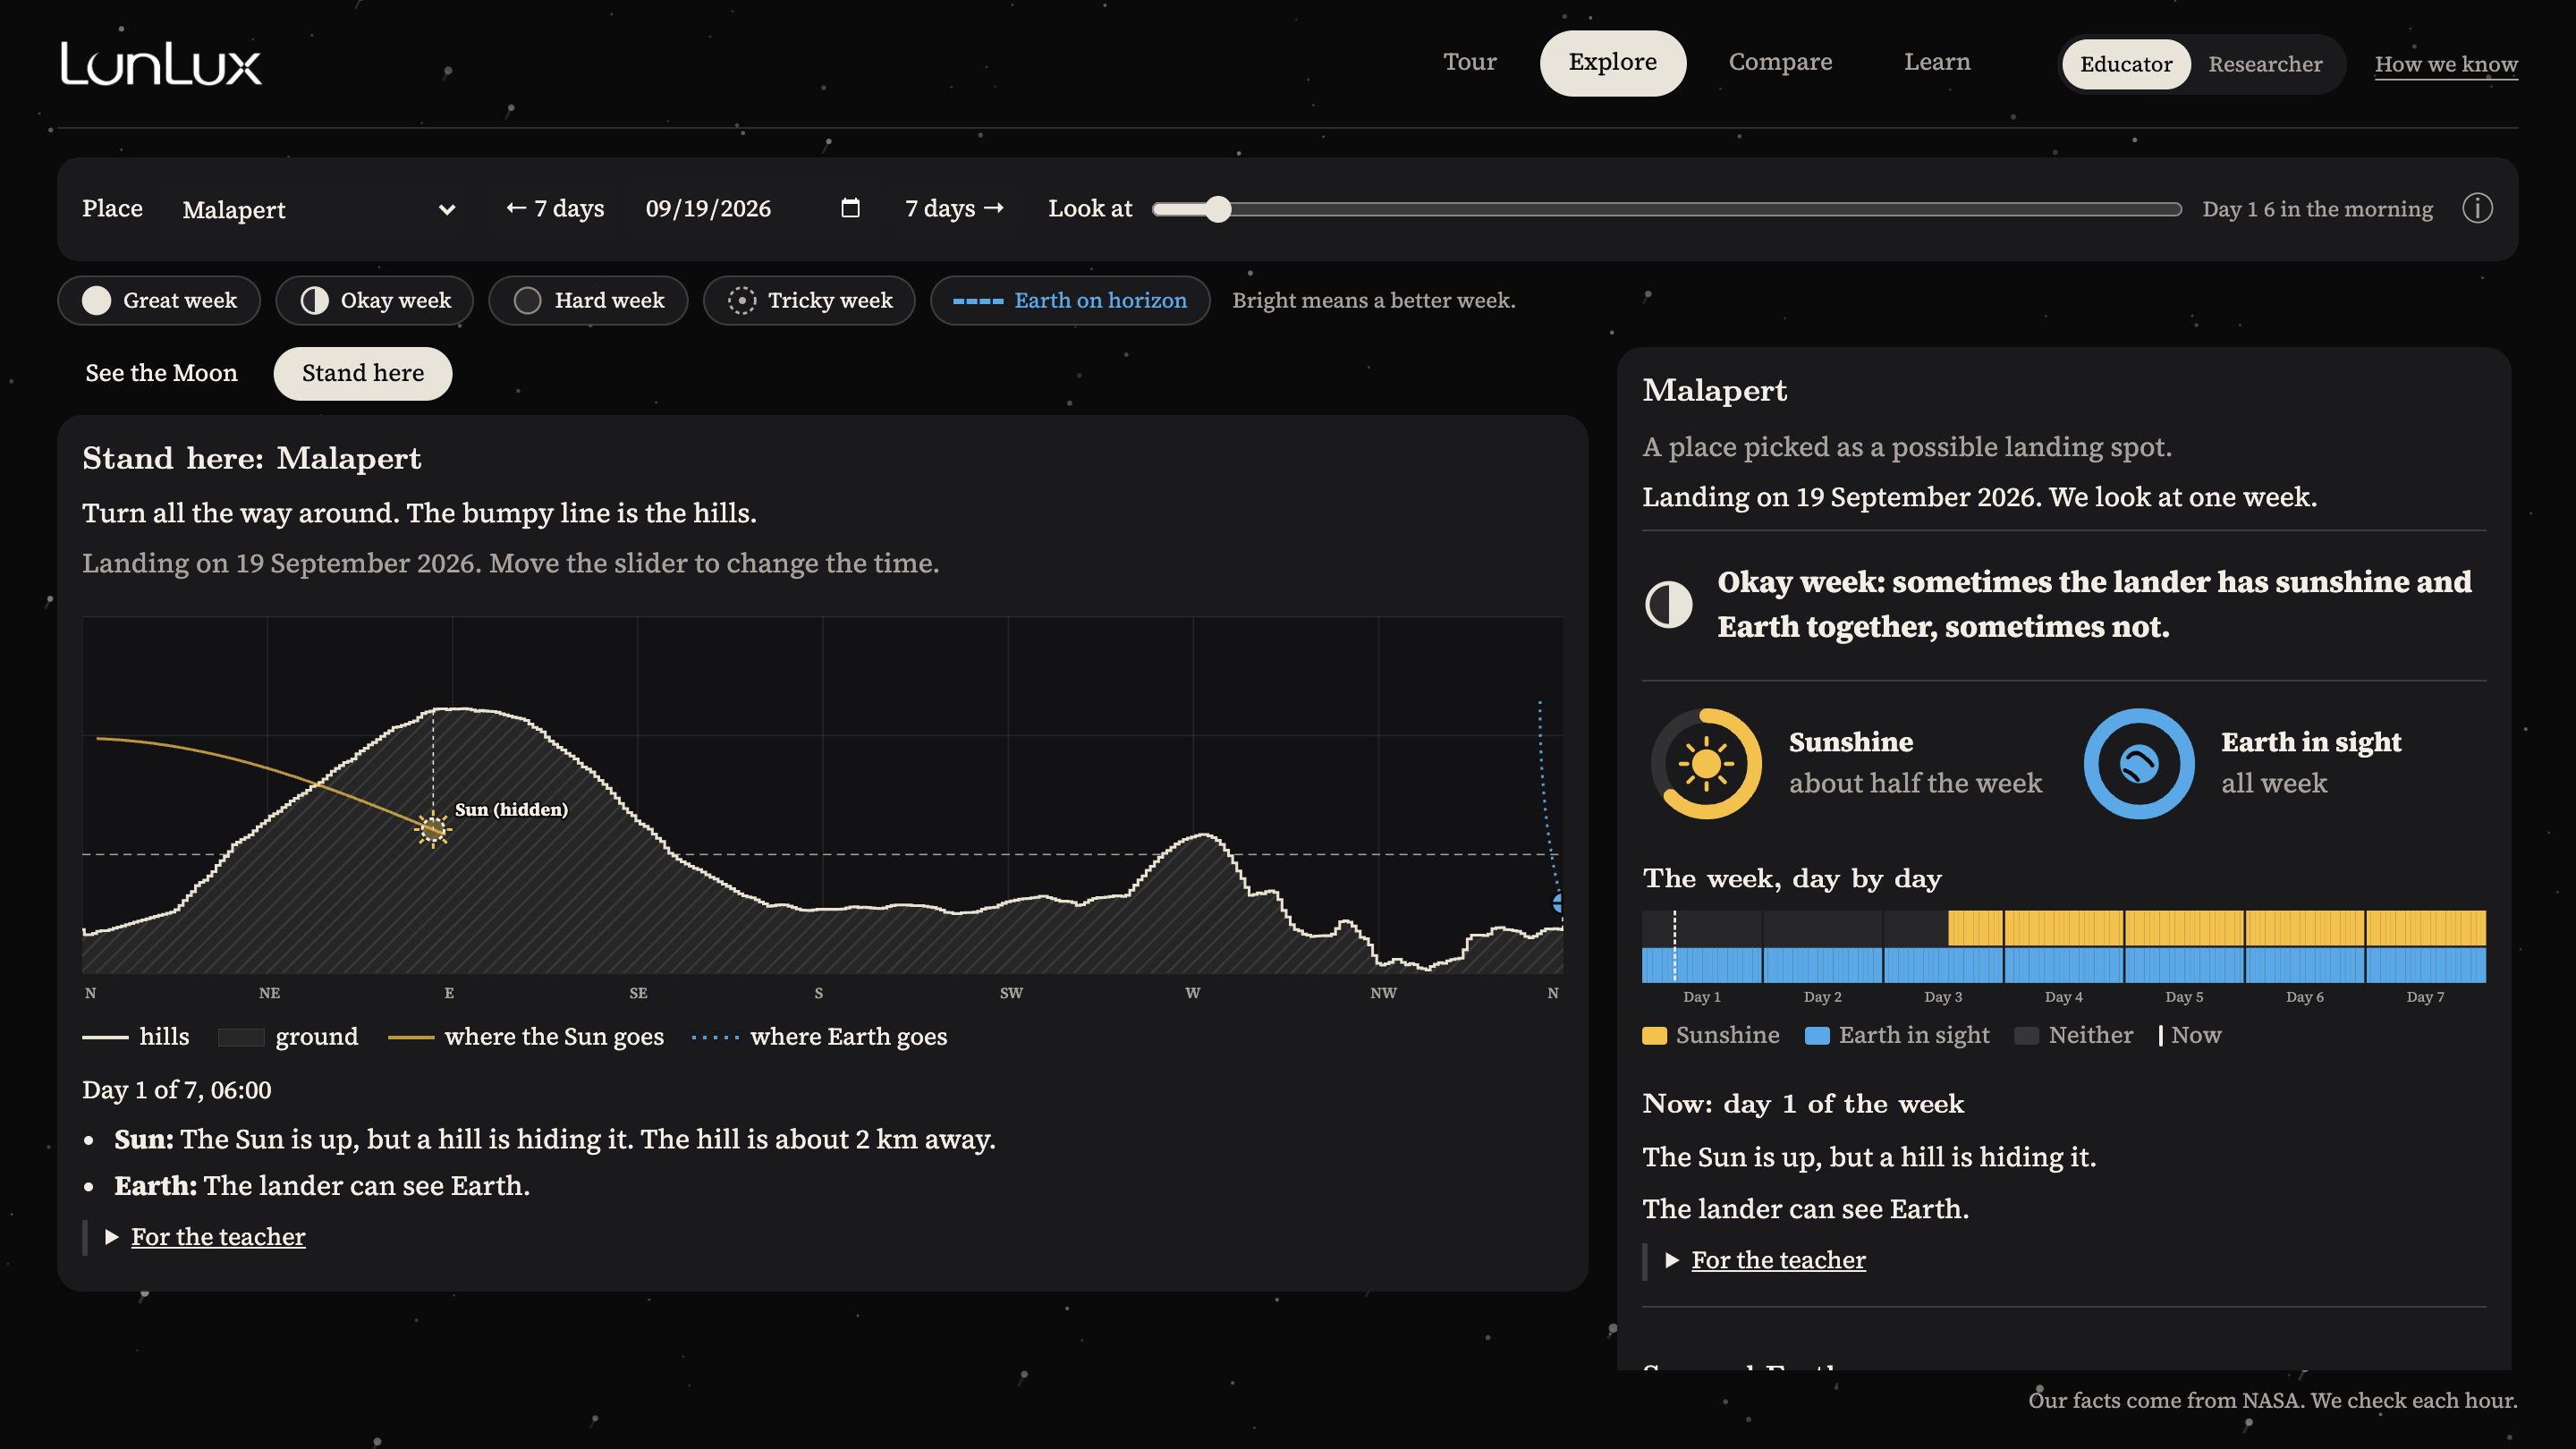 LunLux
Tour Explore Compare Learn Educator Researcher How we know
Place Malapert ← 7 days 09/19/2026 7 days → Look at Day 1 6 in the morning
Great week Okay week Hard week Tricky week Earth on horizon Bright means a better week.
See the Moon Stand here
Stand here: Malapert
Turn all the way around. The bumpy line is the hills.
Landing on 19 September 2026. Move the slider to change the time.
Sun (hidden)
N NE E SE S SW W NW N
hills ground where the Sun goes where Earth goes
Day 1 of 7, 06:00
• Sun: The Sun is up, but a hill is hiding it. The hill is about 2 km away.
• Earth: The lander can see Earth.
For the teacher
Malapert
A place picked as a possible landing spot.
Landing on 19 September 2026. We look at one week.
Okay week: sometimes the lander has sunshine and
Earth together, sometimes not.
Sunshine
about half the week
Earth in sight
all week
The week, day by day
Day 1 Day 2 Day 3 Day 4 Day 5 Day 6 Day 7
Sunshine Earth in sight Neither Now
Now: day 1 of the week
The Sun is up, but a hill is hiding it.
The lander can see Earth.
For the teacher
Our facts come from NASA. We check each hour.